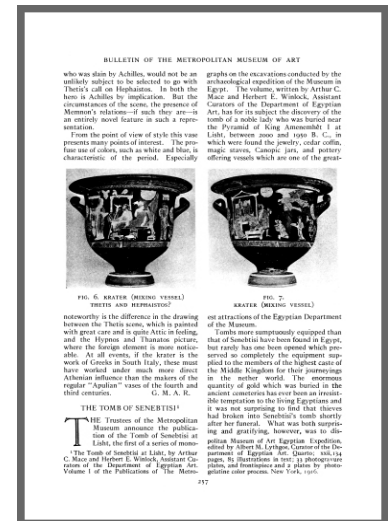 BULLETIN OF THE METROPOLITAN MUSEUM OF ART
who was slain by Achilles, would not be an
unlikely subject to be selected to go with
Thetis's call on Hephaistos. In both the
hero is Achilles by implication. But the
circumstances of the scene, the presence of
Memnon's relations—if such they are—is
an entirely novel feature in such a repre-
sentation.
From the point of view of style this vase
presents many points of interest. The pro-
fuse use of colors, such as white and blue, is
characteristic of the period. Especially
FIG. 6. KRATER (MIXING VESSEL)
THETIS AND HEPHAISTOS?
noteworthy is the difference in the drawing
between the Thetis scene, which is painted
with great care and is quite Attic in feeling,
and the Hypnos and Thanatos picture,
where the foreign element is more notice-
able. At all events, if the krater is the
work of Greeks in South Italy, these must
have worked under much more direct
Athenian influence than the makers of the
regular "Apulian" vases of the fourth and
third centuries. G. M. A. R.
THE TOMB OF SENEBTISI¹
THE Trustees of the Metropolitan
Museum announce the publica-
tion of the Tomb of Senebtisi at
Lisht, the first of a series of mono-
¹ The Tomb of Senebtisi at Lisht, by Arthur
C. Mace and Herbert E. Winlock, Assistant Cu-
rators of the Department of Egyptian Art.
Volume I of the Publications of The Metro-
graphs on the excavations conducted by the
archaeological expedition of the Museum in
Egypt. The volume, written by Arthur C.
Mace and Herbert E. Winlock, Assistant
Curators of the Department of Egyptian
Art, has for its subject the discovery of the
tomb of a noble lady who was buried near
the Pyramid of King Amenemhêt I at
Lisht, between 2000 and 1950 B. C., in
which were found the jewelry, cedar coffin,
magic staves, Canopic jars, and pottery
offering vessels which are one of the great-
FIG. 7.
KRATER (MIXING VESSEL)
est attractions of the Egyptian Department
of the Museum.
Tombs more sumptuously equipped than
that of Senebtisi have been found in Egypt,
but rarely has one been opened which pre-
served so completely the equipment sup-
plied to the members of the highest caste of
the Middle Kingdom for their journeyings
in the nether world. The enormous
quantity of gold which was buried in the
ancient cemeteries has ever been an irresist-
ible temptation to the living Egyptians and
it was not surprising to find that thieves
had broken into Senebtisi's tomb shortly
after her funeral. What was both surpris-
ing and gratifying, however, was to dis-
politan Museum of Art Egyptian Expedition,
edited by Albert M. Lythgoe, Curator of the De-
partment of Egyptian Art. Quarto; xxii,134
pages, 85 illustrations in text; 33 photogravure
plates, and frontispiece and 2 plates by photo-
gelatine color process. New York, 1916.
257